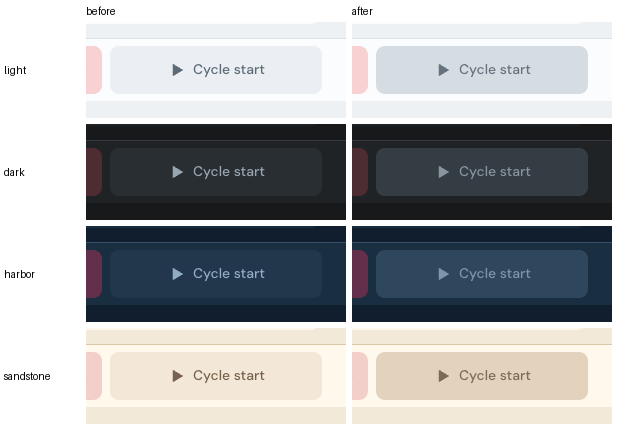 before after
light ▶ Cycle start ▶ Cycle start
dark ▶ Cycle start ▶ Cycle start
harbor ▶ Cycle start ▶ Cycle start
sandstone ▶ Cycle start ▶ Cycle start